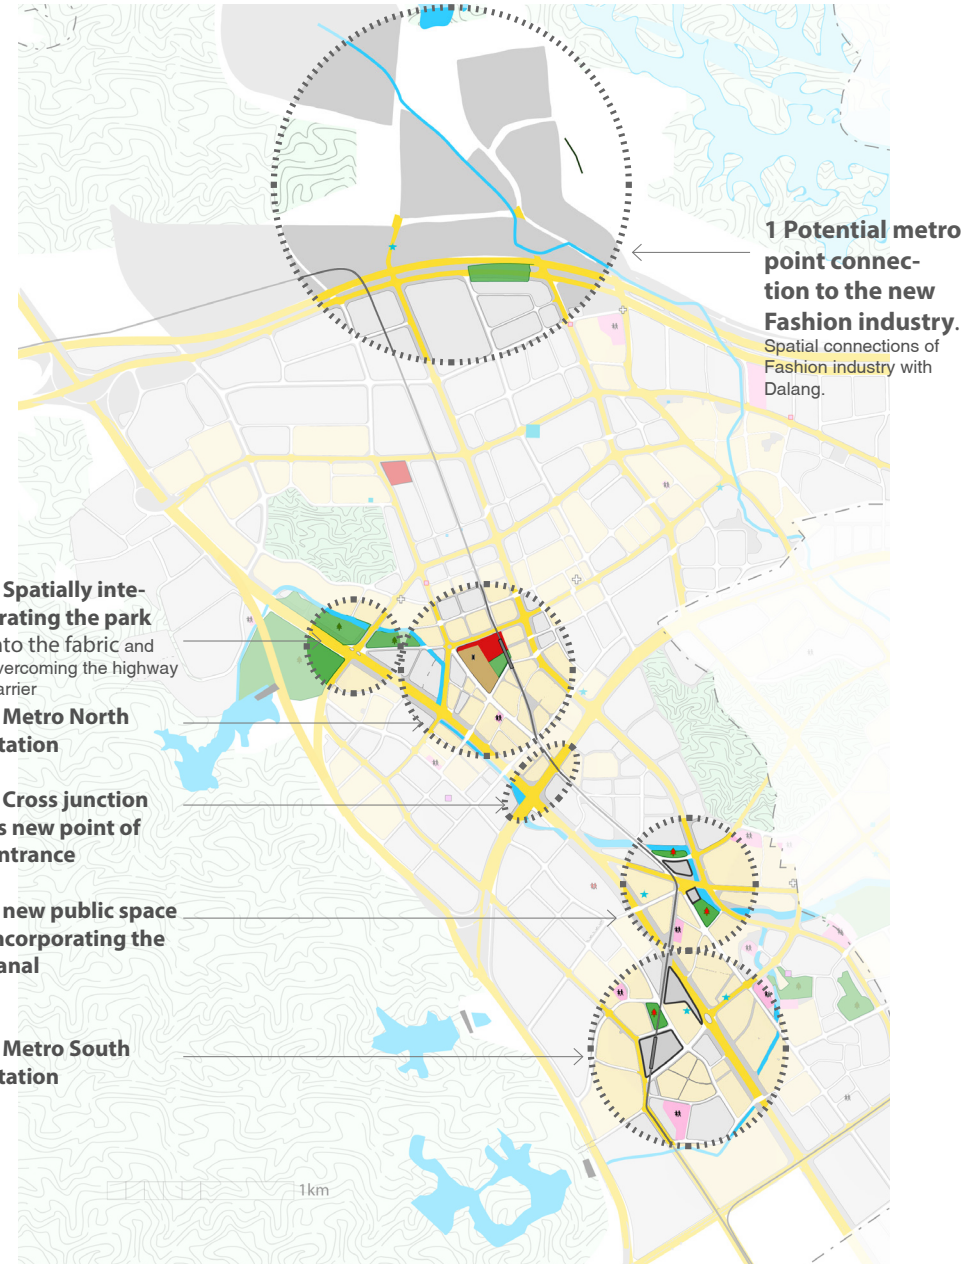 1 Potential metro
point connec-
tion to the new
Fashion industry.
Spatial connections of
Fashion industry with
Dalang.
Spatially inte-
rating the park
nto the fabric and
vercoming the highway
arrier
Metro North
tation
Cross junction
s new point of
ntrance
new public space
ncorporating the
anal
Metro South
tation
1km